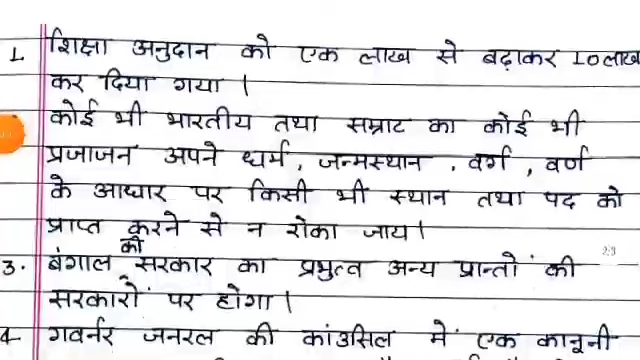 1 शिक्षा अनुदान को एक लाख से बढ़ाकर 10 लाख
कर दिया गया ।
कोई भी भारतीय तथा सम्राट का कोई भी
प्रजाजन अपने धर्म, जन्मस्थान, वर्ग, वर्ण
के आधार पर किसी भी स्थान तथा पद को
प्राप्त करने से न रोका जाय।
3. बंगाल की सरकार का प्रभुत्व अन्य प्रान्तों की
सरकारों पर होगा ।
4 गवर्नर जनरल की कांउसिल में एक कानूनी